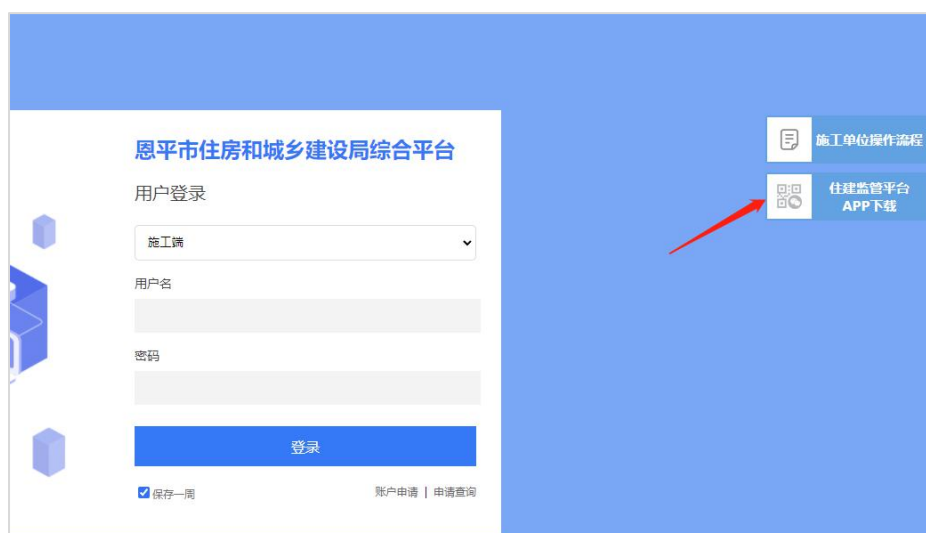 恩平市住房和城乡建设局综合平台
用户登录
施工端
用户名
密码
登录
保存一周
账户申请 | 申请查询
施工单位操作流程
住建监管平台
APP下载